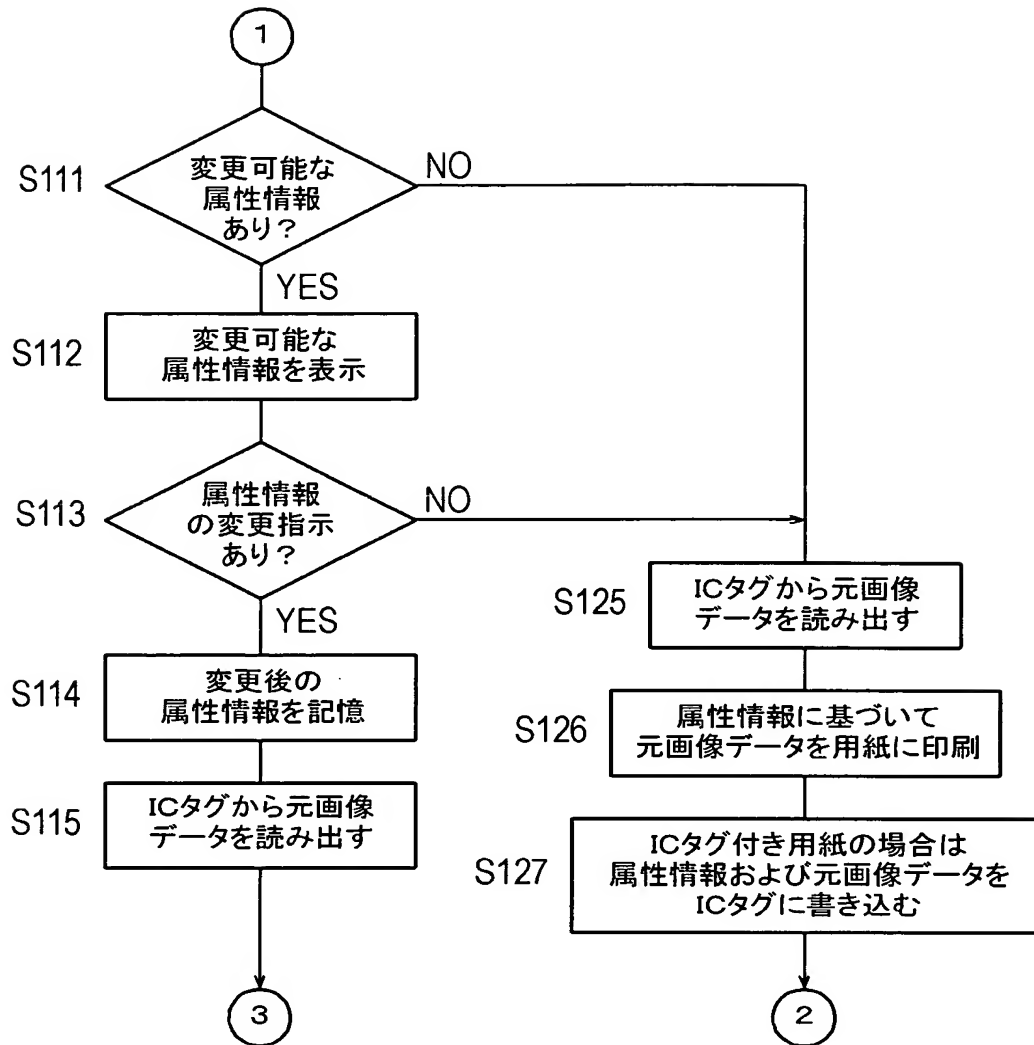 1
S111
変更可能な
属性情報
あり?
NO
YES
S112
変更可能な
属性情報を表示
S113
属性情報
の変更指示
あり?
NO
YES
S114
変更後の
属性情報を記憶
S115
ICタグから元画像
データを読み出す
3
S125
ICタグから元画像
データを読み出す
S126
属性情報に基づいて
元画像データを用紙に印刷
S127
ICタグ付き用紙の場合は
属性情報および元画像データを
ICタグに書き込む
2